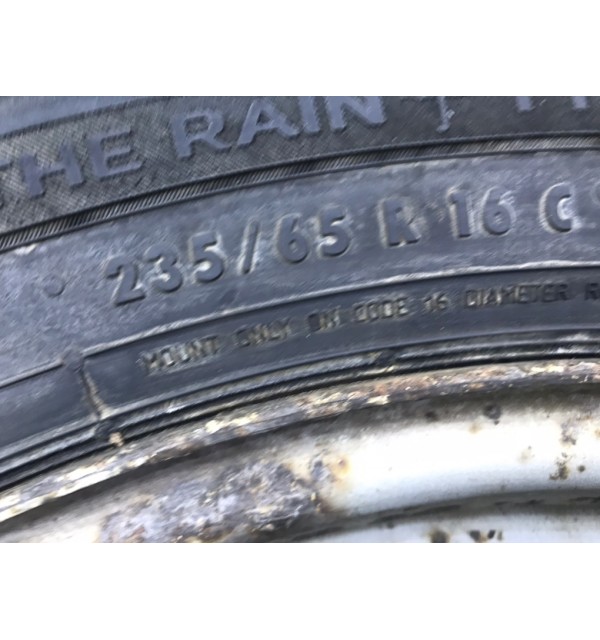 THE RAIN T
235/65 R 16 C
MOUNT ONLY ON CODE 16 DIAMETER R